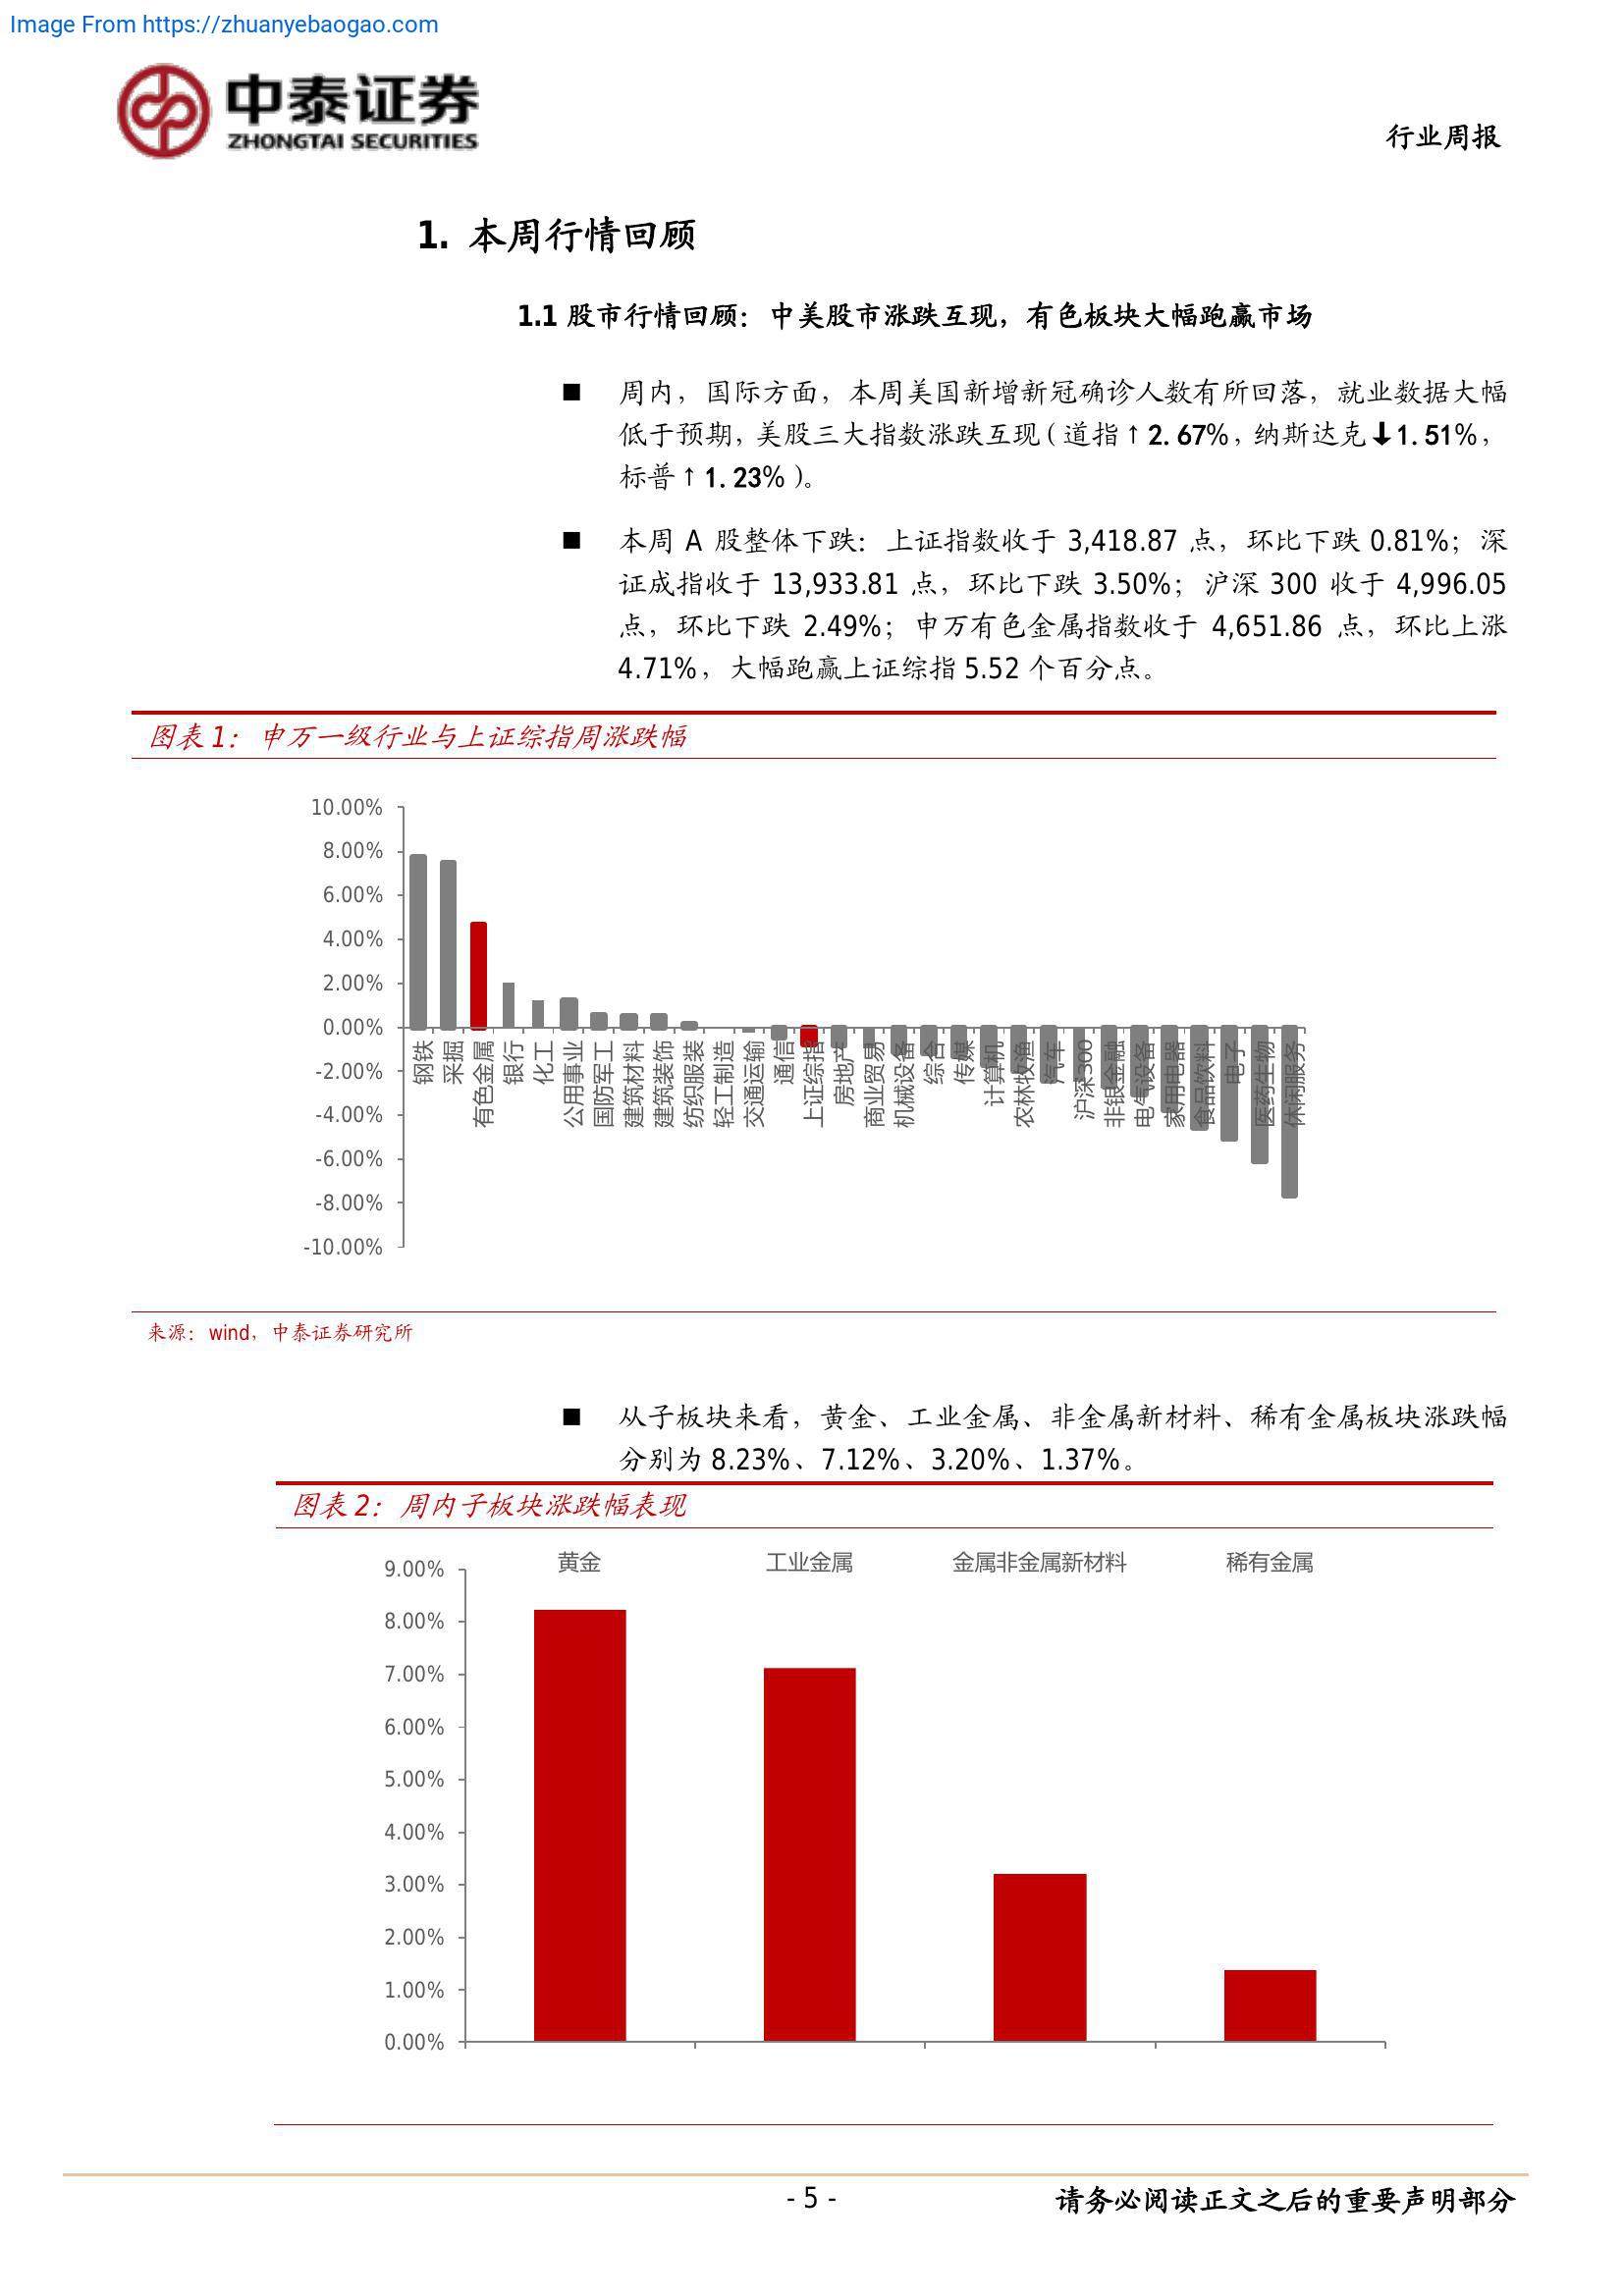 Image From https://zhuanyebaogao.com
中泰证券
ZHONGTAI SECURITIES
行业周报
1. 本周行情回顾
1.1 股市行情回顾：中美股市涨跌互现，有色板块大幅跑赢市场
■ 周内，国际方面，本周美国新增新冠确诊人数有所回落，就业数据大幅
低于预期，美股三大指数涨跌互现（道指↑2.67%，纳斯达克↓1.51%，
标普↑1.23%）。
■ 本周 A 股整体下跌：上证指数收于 3,418.87 点，环比下跌 0.81%；深
证成指收于 13,933.81 点，环比下跌 3.50%；沪深 300 收于 4,996.05
点，环比下跌 2.49%；申万有色金属指数收于 4,651.86 点，环比上涨
4.71%，大幅跑赢上证综指 5.52 个百分点。
图表 1：申万一级行业与上证综指周涨跌幅
10.00%
8.00%
6.00%
4.00%
2.00%
0.00%
-2.00%
-4.00%
-6.00%
-8.00%
-10.00%
钢铁
采掘
有色金属
银行
化工
公用事业
国防军工
建筑材料
建筑装饰
纺织服装
轻工制造
交通运输
通信
上证综指
房地产
商业贸易
机械设备
综合
传媒
计算机
农林牧渔
汽车
沪深300
非银金融
电气设备
家用电器
食品饮料
电子
医药生物
休闲服务
来源：wind，中泰证券研究所
■ 从子板块来看，黄金、工业金属、非金属新材料、稀有金属板块涨跌幅
分别为 8.23%、7.12%、3.20%、1.37%。
图表 2：周内子板块涨跌幅表现
9.00%
8.00%
7.00%
6.00%
5.00%
4.00%
3.00%
2.00%
1.00%
0.00%
黄金
工业金属
金属非金属新材料
稀有金属
- 5 -
请务必阅读正文之后的重要声明部分